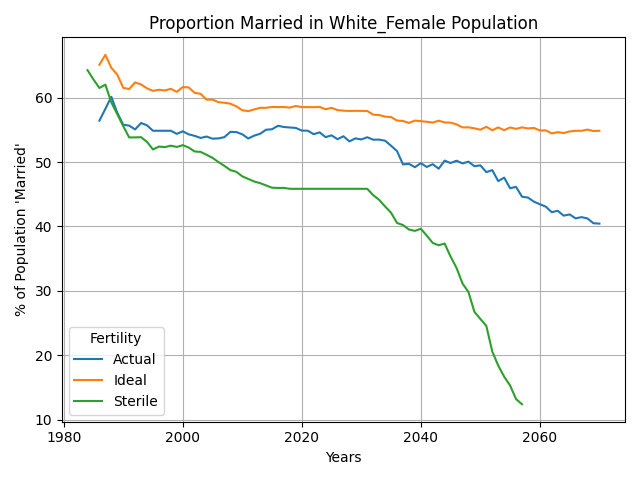 Proportion Married in White_Female Population
% of Population 'Married'
60
50
40
30
20
10
Fertility
Actual
Ideal
Sterile
1980 2000 2020 2040 2060
Years